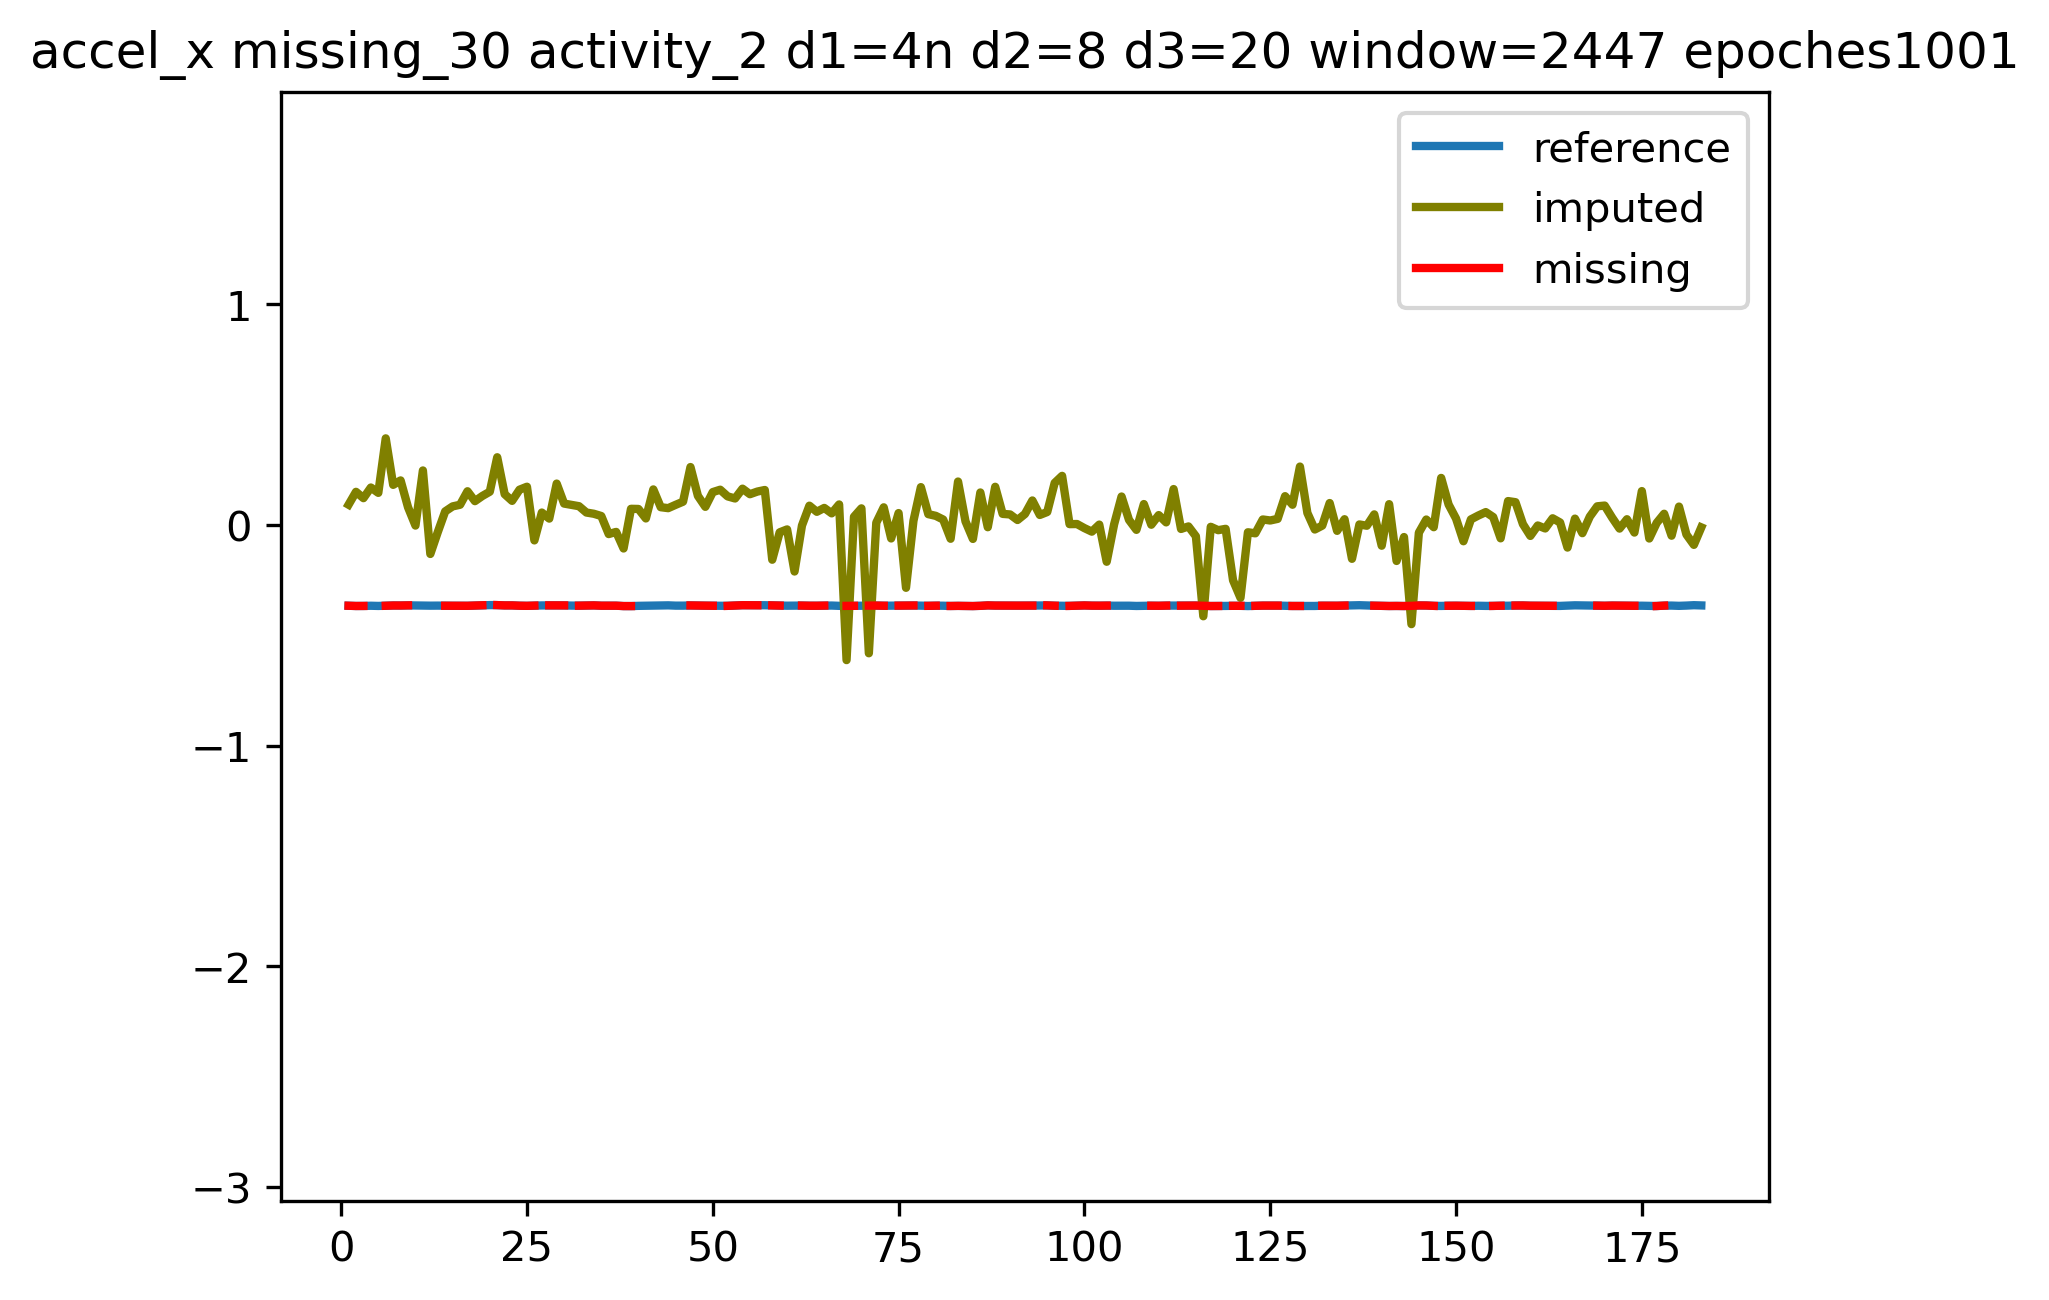 accel_x missing_30 activity_2 d1=4n d2=8 d3=20 window=2447 epoches1001
reference
imputed
missing
1
0
−1
−2
−3
0 25 50 75 100 125 150 175